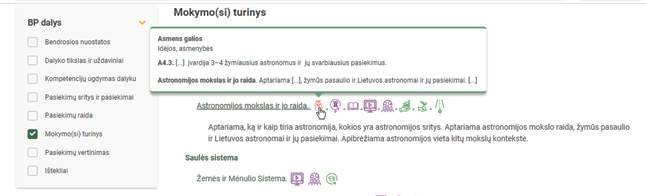 BP dalys
Bendrosios nuostatos
Dalyko tikslas ir uždaviniai
Kompetencijų ugdymas dalyku
Pasiekimų sritys ir pasiekimai
Pasiekimų raida
Mokymo(si) turinys
Pasiekimų vertinimas
Ištekliai
Mokymo(si) turinys
Asmens galios
Idėjos, asmenybės
A4.3. [...] įvardija 3–4 žymiausius astronomus ir jų svarbiausius pasiekimus.
Astronomijos mokslas ir jo raida. Aptariama [...], žymūs pasaulio ir Lietuvos astronomai ir jų pasiekimai. [...]
Astronomijos mokslas ir jo raida.
Aptariama, ką ir kaip tiria astronomija, kokios yra astronomijos sritys. Aptariama astronomijos mokslo raida, žymūs pasaulio
ir Lietuvos astronomai ir jų pasiekimai. Apibrėžiama astronomijos vieta kitų mokslų kontekste.
Saulės sistema
Žemės ir Mėnulio Sistema.